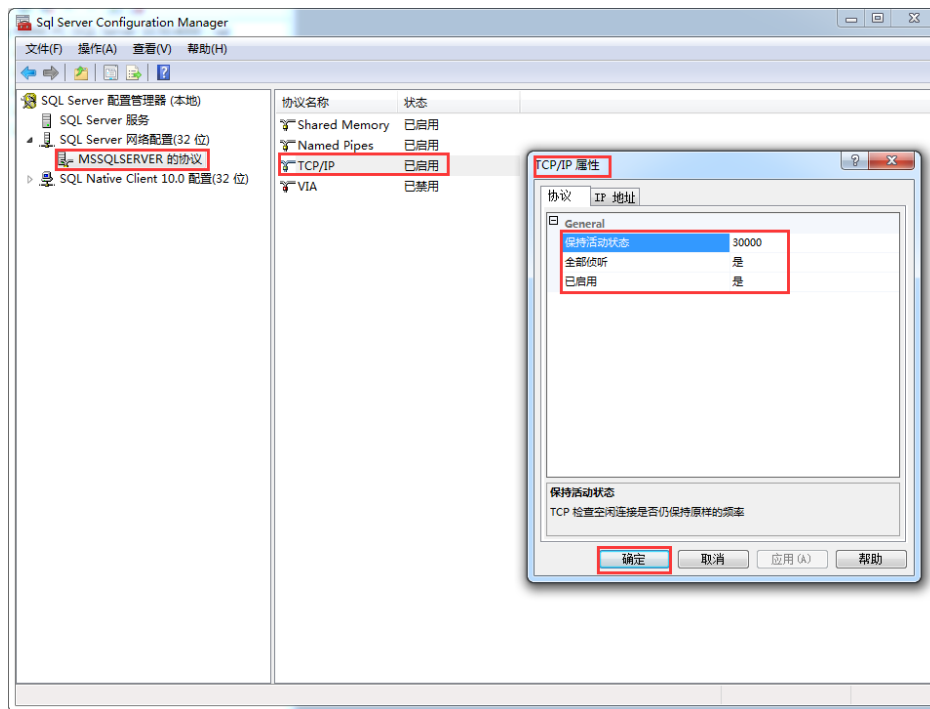 Sql Server Configuration Manager
文件(F) 操作(A) 查看(V) 帮助(H)
SQL Server 配置管理器 (本地)
SQL Server 服务
SQL Server 网络配置(32 位)
MSSQLSERVER 的协议
SQL Native Client 10.0 配置(32 位)
协议名称 状态
Shared Memory 已启用
Named Pipes 已启用
TCP/IP 已启用
VIA 已禁用
TCP/IP 属性
协议 IP 地址
General
保持活动状态 30000
全部侦听 是
已启用 是
保持活动状态
TCP 检查空闲连接是否仍保持原样的频率
确定 取消 应用(A) 帮助